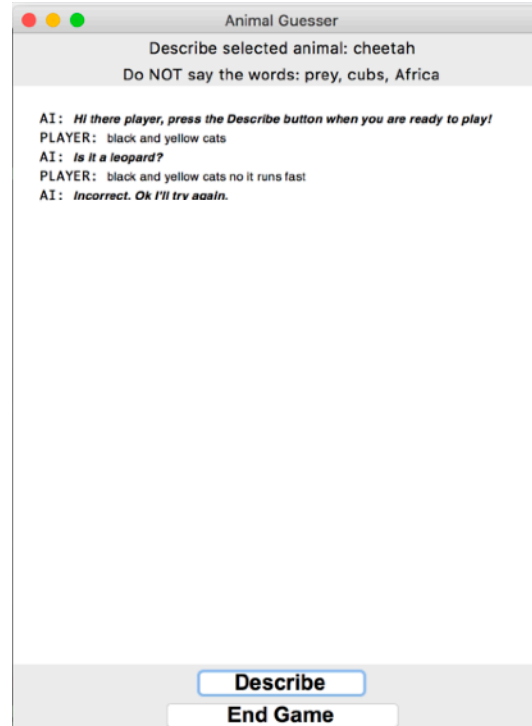 Animal Guesser
Describe selected animal: cheetah
Do NOT say the words: prey, cubs, Africa
AI: Hi there player, press the Describe button when you are ready to play!
PLAYER: black and yellow cats
AI: Is it a leopard?
PLAYER: black and yellow cats no it runs fast
AI: Incorrect. Ok I'll try again.
Describe
End Game